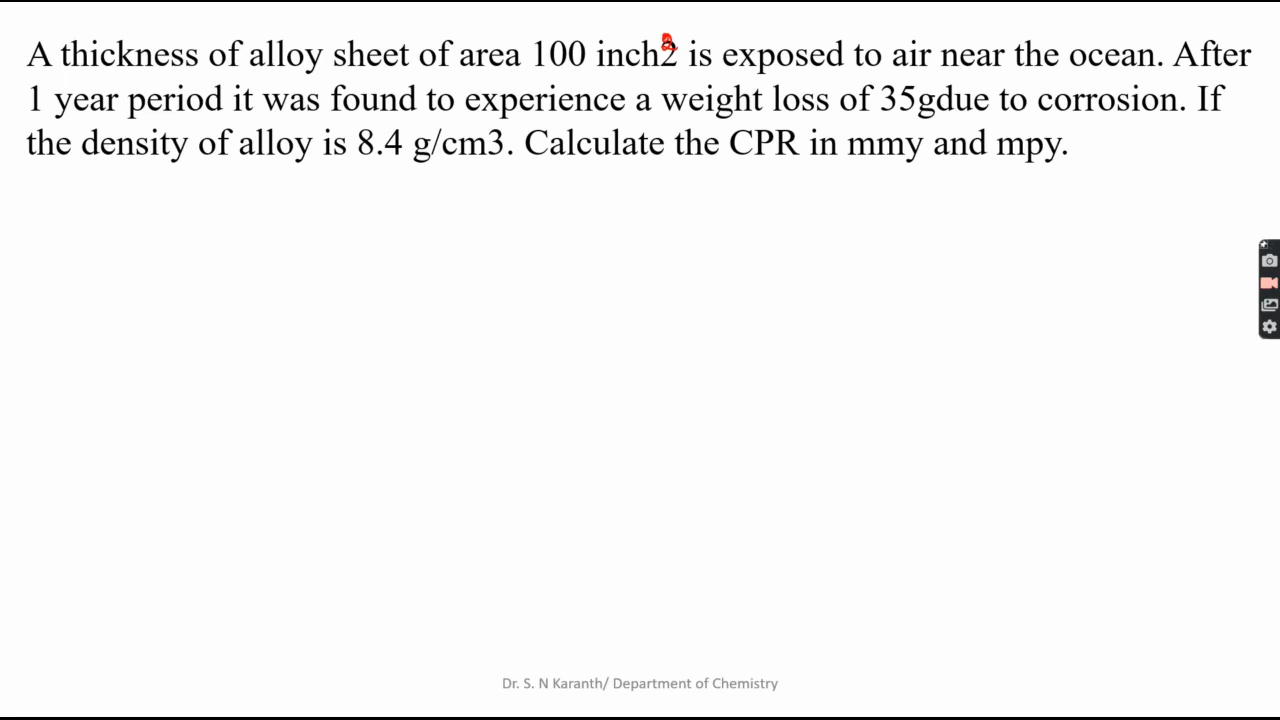 A thickness of alloy sheet of area 100 inch2 is exposed to air near the ocean. After
1 year period it was found to experience a weight loss of 35gdue to corrosion. If
the density of alloy is 8.4 g/cm3. Calculate the CPR in mmy and mpy.
Dr. S. N Karanth/ Department of Chemistry